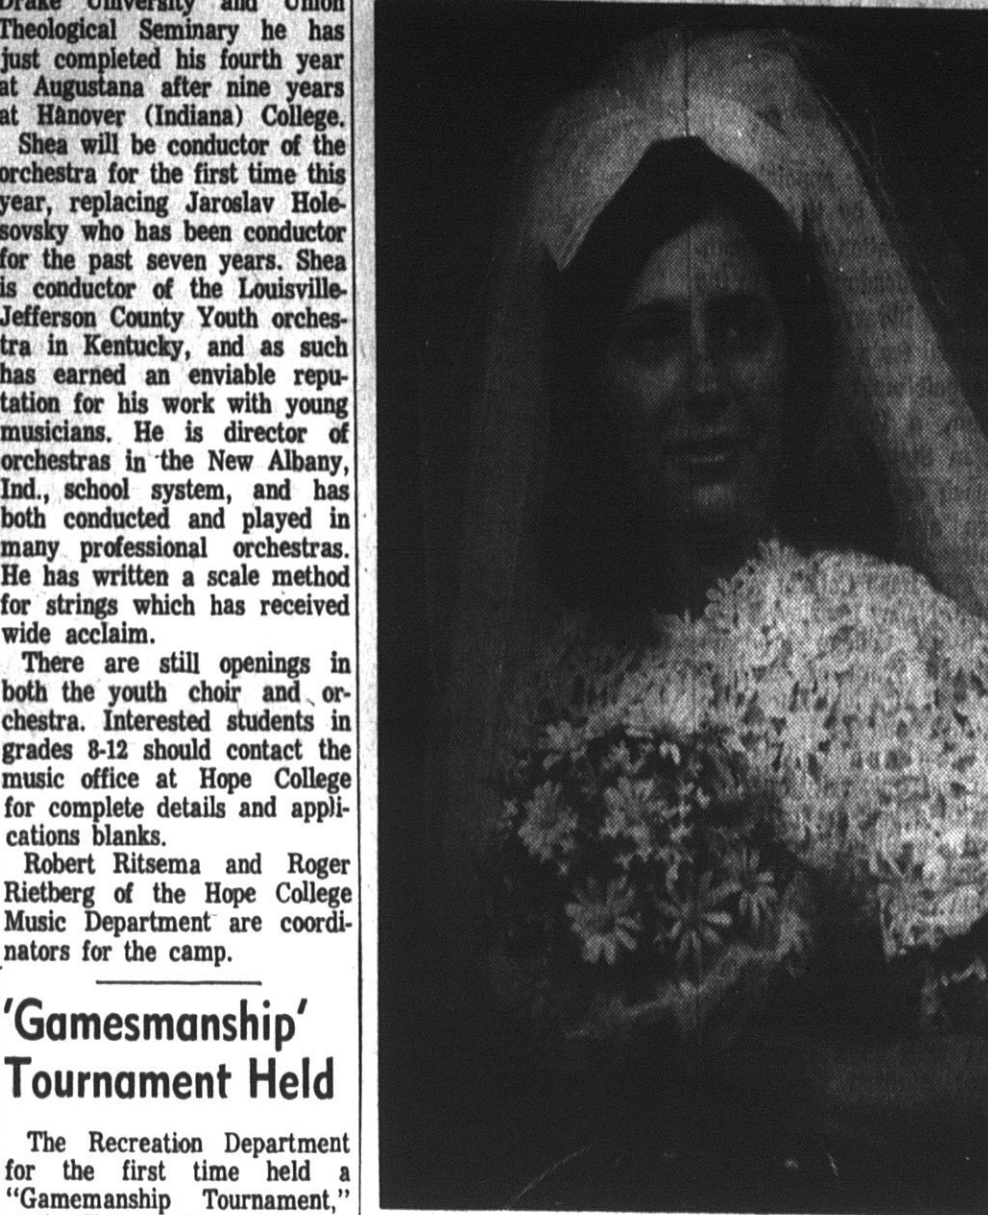 Drake University and Union
Theological Seminary he has
just completed his fourth year
at Augustana after nine years
at Hanover (Indiana) College.
Shea will be conductor of the
orchestra for the first time this
year, replacing Jaroslav Hole-
sovsky who has been conductor
for the past seven years. Shea
is conductor of the Louisville-
Jefferson County Youth orches-
tra in Kentucky, and as such
has earned an enviable repu-
tation for his work with young
musicians. He is director of
orchestras in the New Albany,
Ind., school system, and has
both conducted and played in
many professional orchestras.
He has written a scale method
for strings which has received
wide acclaim.
There are still openings in
both the youth choir and or-
chestra. Interested students in
grades 8-12 should contact the
music office at Hope College
for complete details and appli-
cations blanks.
Robert Ritsema and Roger
Rietberg of the Hope College
Music Department are coordi-
nators for the camp.
'Gamesmanship'
Tournament Held
The Recreation Department
for the first time held a
"Gamemanship Tournament,"